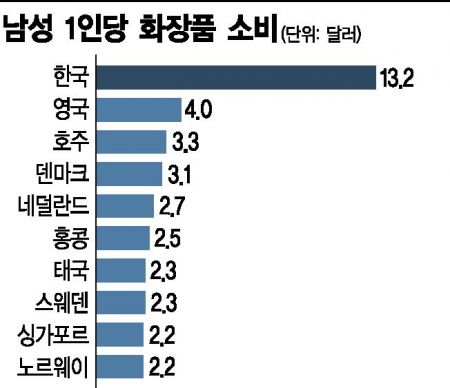 남성 1인당 화장품 소비(단위: 달러)
한국 13.2
영국 4.0
호주 3.3
덴마크 3.1
네덜란드 2.7
홍콩 2.5
태국 2.3
스웨덴 2.3
싱가포르 2.2
노르웨이 2.2